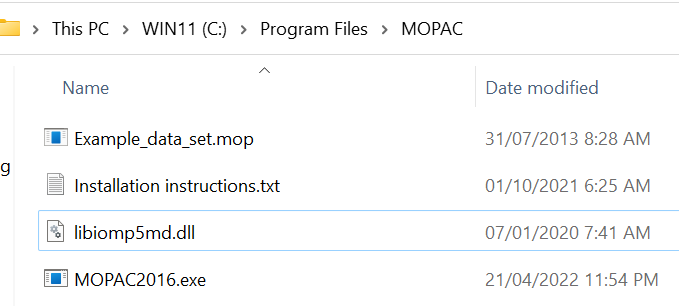 This PC > WIN11 (C:) > Program Files > MOPAC
Name Date modified
Example_data_set.mop 31/07/2013 8:28 AM
g
Installation instructions.txt 01/10/2021 6:25 AM
libiomp5md.dll 07/01/2020 7:41 AM
MOPAC2016.exe 21/04/2022 11:54 PM